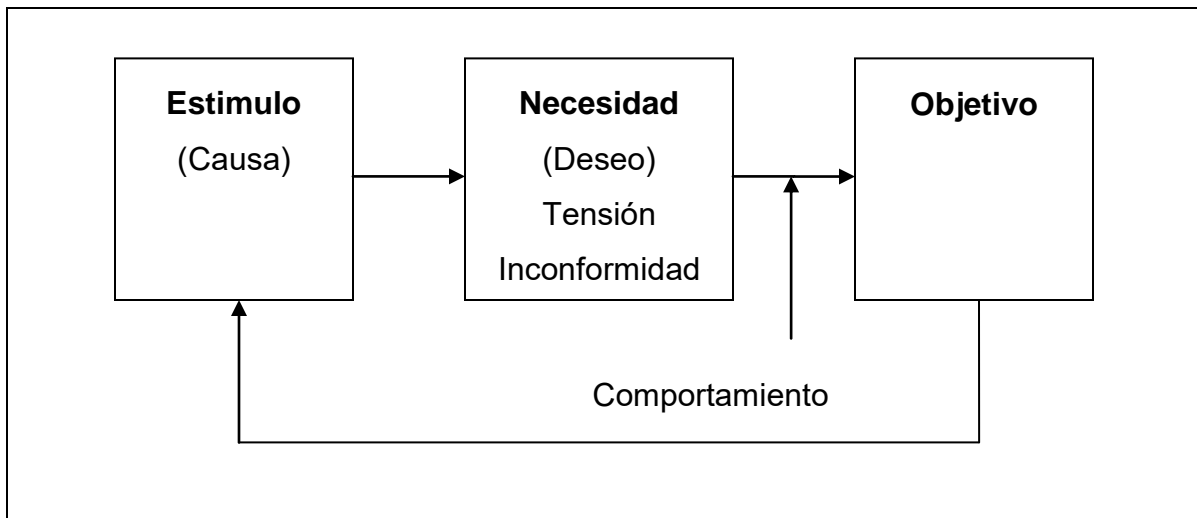 Estimulo
(Causa)
Necesidad
(Deseo)
Tensión
Inconformidad
Objetivo
Comportamiento